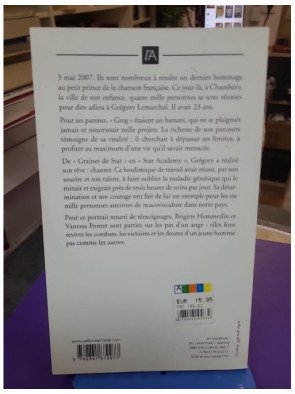 3 mai 2007. Ils sont nombreux à rendre un dernier hommage
au petit prince de la chanson française. Ce jour-là, à Chambéry,
la ville de son enfance, quatre mille personnes se sont réunies
pour dire adieu à Grégory Lemarchal. Il avait 23 ans.
Pour ses parents, « Greg » était un battant, qui ne se plaignait
jamais et nourrissait mille projets. La richesse de son parcours
témoigne de sa vitalité : il cherchait à dépasser ses limites, à
profiter au maximum d'une vie qu'il savait menacée.
De « Graines de Star » en « Star Academy », Grégory a réalisé
son rêve : chanter. Ce boulimique de travail avait réussi, par son
sourire et son talent, à faire oublier la maladie génétique qui le
minait et exigeait près de trois heures de soins par jour. Sa déter-
mination et son courage ont fait de lui un exemple pour les six
mille personnes atteintes de mucoviscidose dans notre pays.
Pour ce portrait nourri de témoignages, Brigitte Hemmerlin et
Vanessa Pontet sont parties sur les pas d'un ange : elles font
revivre les combats, les victoires et les doutes d'un jeune homme
pas comme les autres.
EUR 15,95